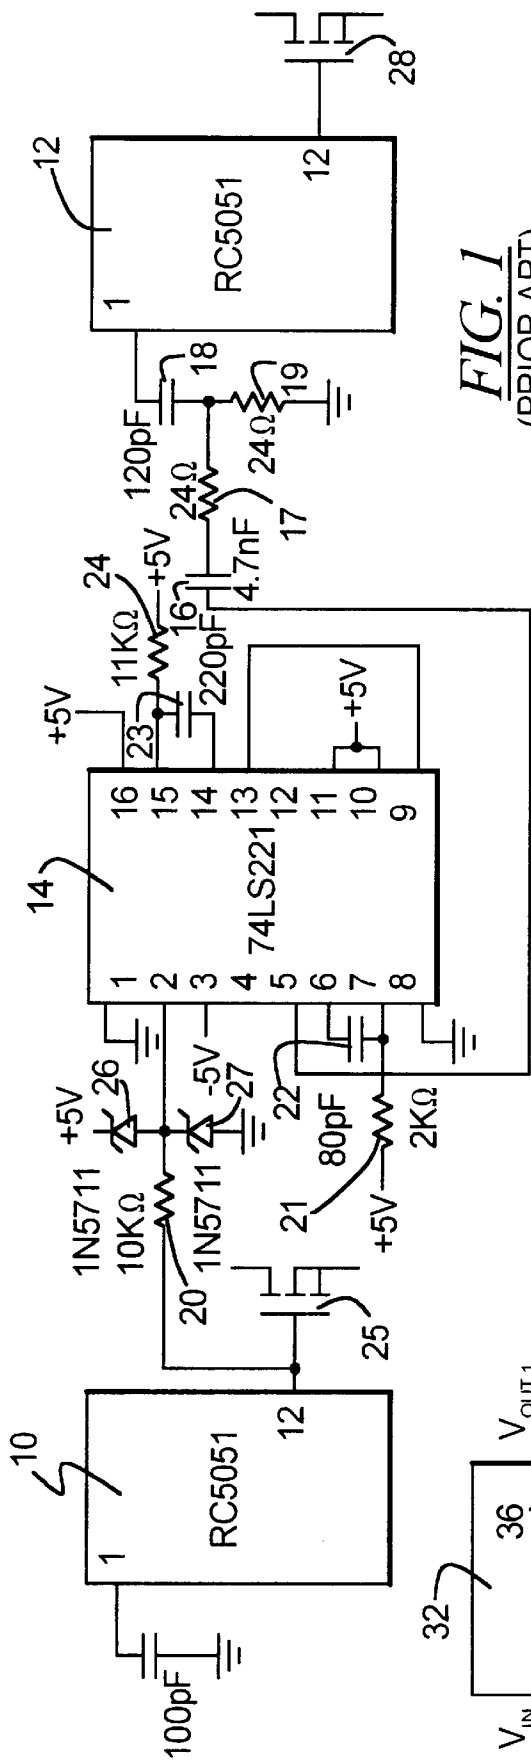 100pF
1
10
RC5051
12
25
20
10KΩ
1N5711
+5V
26
1N5711
27
-5V
22
80pF
21
+5V
2KΩ
14
1
2
3
4
5
6
7
8
74LS221
16
15
14
13
12
11
10
9
+5V
23
220pF
11KΩ
24
+5V
+5V
16
4.7nF
24Ω
17
120pF
18
24Ω
19
12
1
RC5051
12
28
FIG. 1
(PRIOR ART)
32
36
VIN
VOUT 1